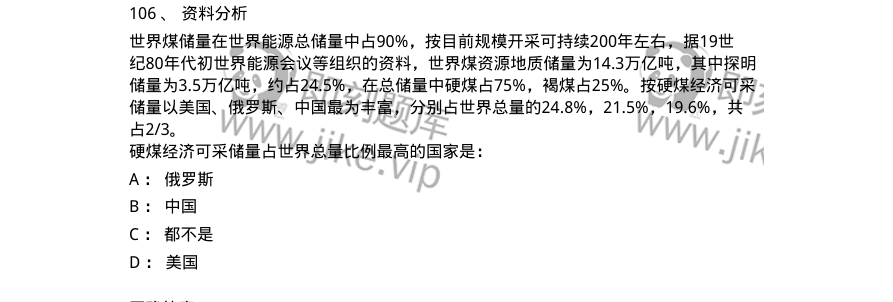 106 、 资料分析
世界煤储量在世界能源总储量中占90%，按目前规模开采可持续200年左右，据19世
纪80年代初世界能源会议等组织的资料，世界煤资源地质储量为14.3万亿吨，其中探明
储量为3.5万亿吨，约占24.5%，在总储量中硬煤占75%，褐煤占25%。按硬煤经济可采
储量以美国、俄罗斯、中国最为丰富，分别占世界总量的24.8%，21.5%，19.6%，共
占2/3。
硬煤经济可采储量占世界总量比例最高的国家是：
A ： 俄罗斯
B ： 中国
C ： 都不是
D ： 美国
即刻题库
www.jike.vip
www.jik